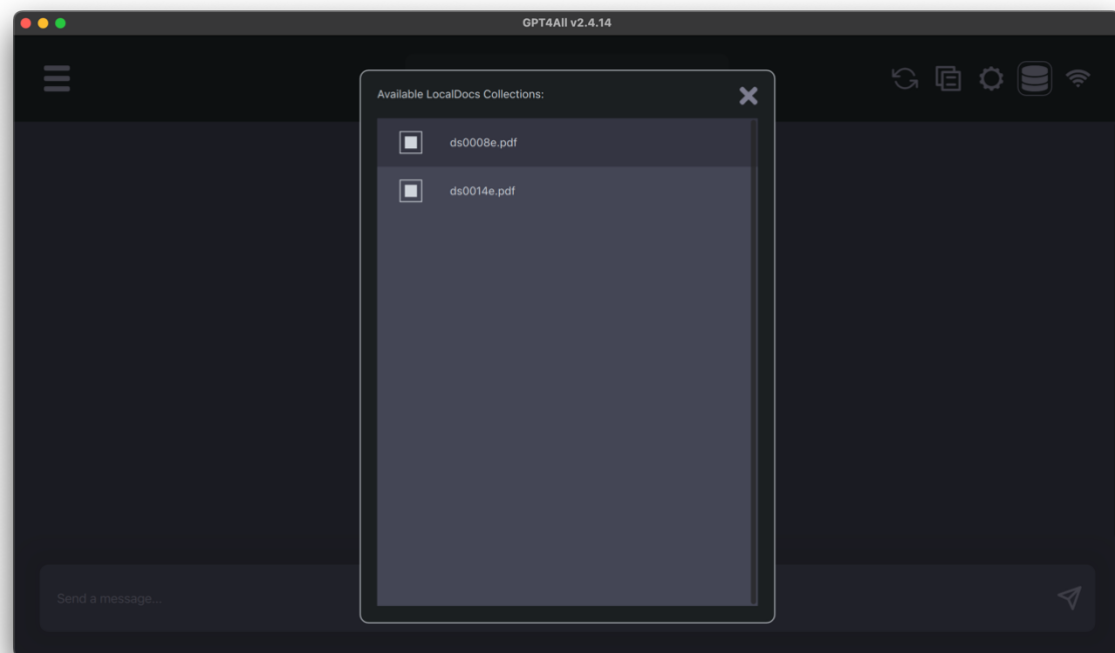 GPT4All v2.4.14
Available LocalDocs Collections:
ds0008e.pdf
ds0014e.pdf
Send a message...